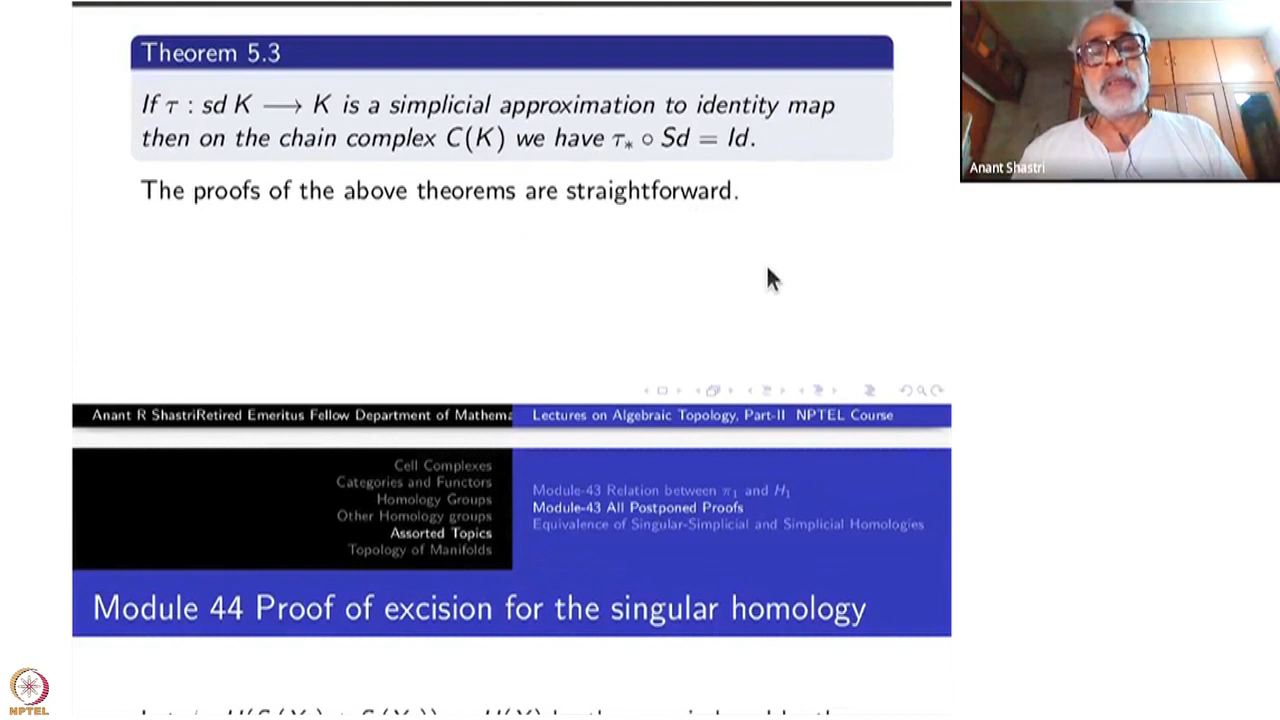 Theorem 5.3
If τ : sd K ⟶ K is a simplicial approximation to identity map
then on the chain complex C(K) we have τ∗ ∘ Sd = Id.
The proofs of the above theorems are straightforward.
Anant Shastri
Anant R ShastriRetired Emeritus Fellow Department of Mathema
Lectures on Algebraic Topology, Part-II NPTEL Course
Cell Complexes
Categories and Functors
Homology Groups
Other Homology groups
Assorted Topics
Topology of Manifolds
Module-43 Relation between π₁ and H₁
Module-43 All Postponed Proofs
Equivalence of Singular-Simplicial and Simplicial Homologies
Module 44 Proof of excision for the singular homology
NPTEL